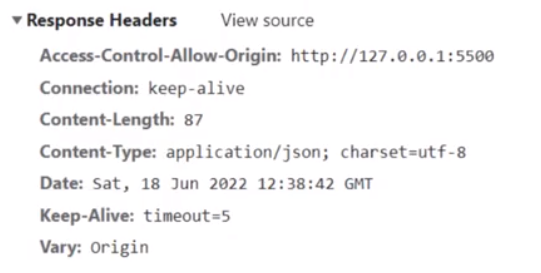 Response Headers View source
Access-Control-Allow-Origin: http://127.0.0.1:5500
Connection: keep-alive
Content-Length: 87
Content-Type: application/json; charset=utf-8
Date: Sat, 18 Jun 2022 12:38:42 GMT
Keep-Alive: timeout=5
Vary: Origin